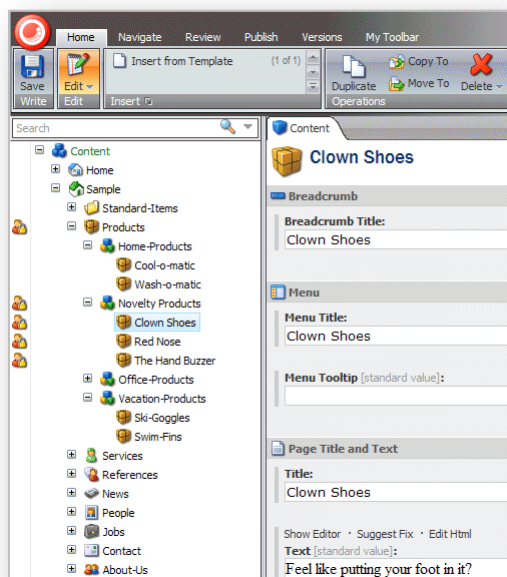 Home Navigate Review Publish Versions My Toolbar
Save
Write
Edit
Edit
Insert from Template (1 of 1)
Insert
Duplicate
Copy To
Move To
Delete
Operations
Search
Content
Home
Sample
Standard-Items
Products
Home-Products
Cool-o-matic
Wash-o-matic
Novelty Products
Clown Shoes
Red Nose
The Hand Buzzer
Office-Products
Vacation-Products
Ski-Goggles
Swim-Fins
Services
References
News
People
Jobs
Contact
About-Us
Content
Clown Shoes
Breadcrumb
Breadcrumb Title:
Clown Shoes
Menu
Menu Title:
Clown Shoes
Menu Tooltip [standard value]:
Page Title and Text
Title:
Clown Shoes
Show Editor · Suggest Fix · Edit Html
Text [standard value]:
Feel like putting your foot in it?